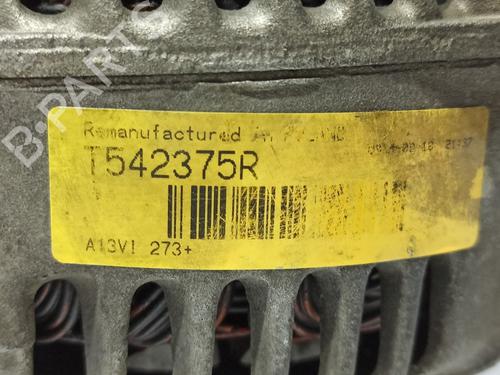 B-PARTS
Remanufactured
T542375R
A13VI 273+